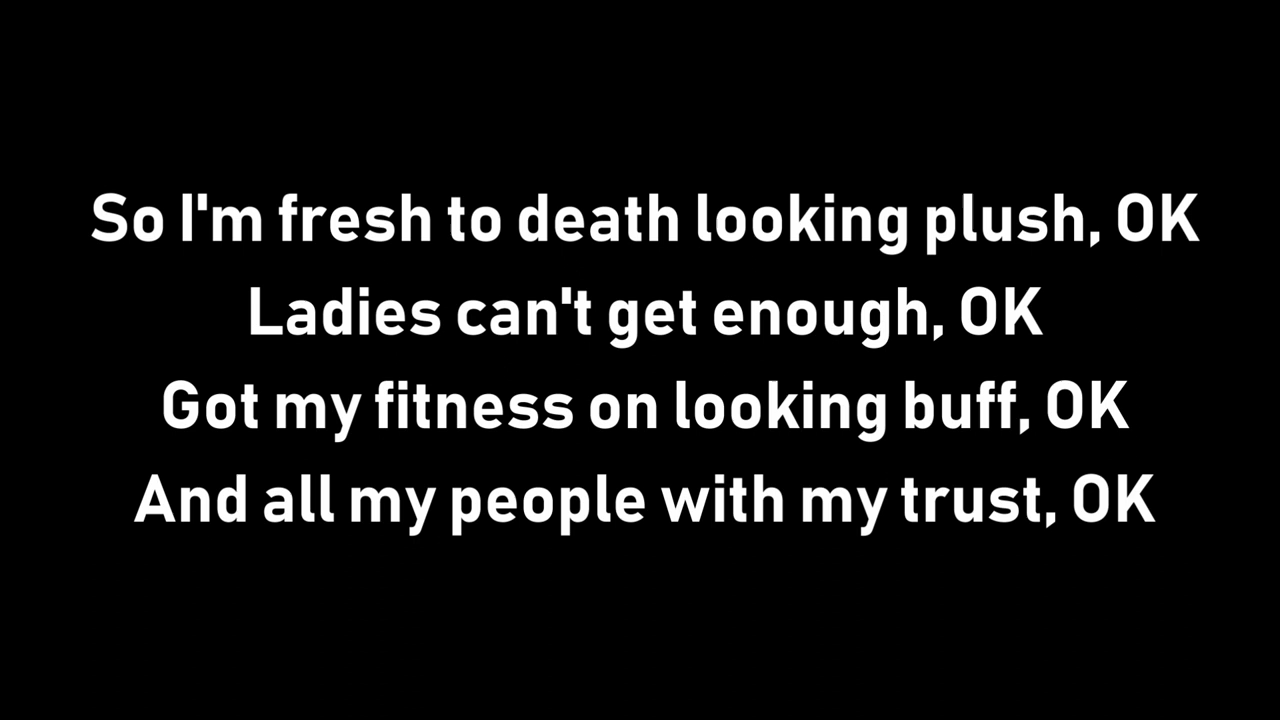 So I'm fresh to death looking plush, OK
Ladies can't get enough, OK
Got my fitness on looking buff, OK
And all my people with my trust, OK